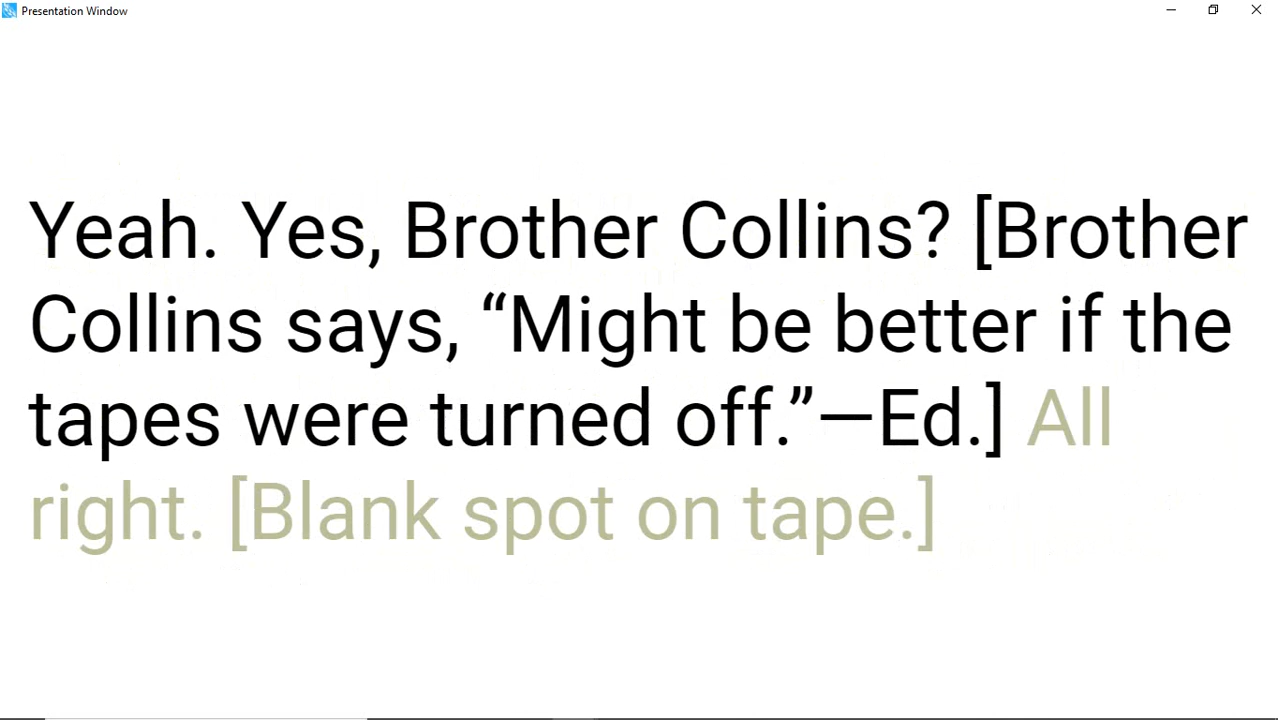 Presentation Window
Yeah. Yes, Brother Collins? [Brother
Collins says, “Might be better if the
tapes were turned off.”—Ed.] All
right. [Blank spot on tape.]